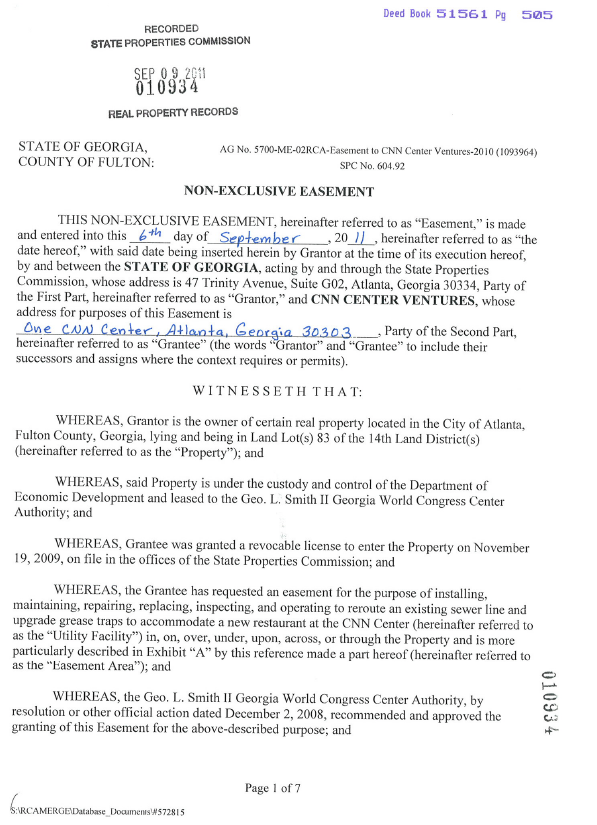 Deed Book 51561 Pg 505
RECORDED
STATE PROPERTIES COMMISSION
SEP 09 2011
010934
REAL PROPERTY RECORDS
STATE OF GEORGIA,
COUNTY OF FULTON:
AG No. 5700-ME-02RCA-Easement to CNN Center Ventures-2010 (1093964)
SPC No. 604.92
NON-EXCLUSIVE EASEMENT
THIS NON-EXCLUSIVE EASEMENT, hereinafter referred to as “Easement,” is made
and entered into this 6th day of September, 2011, hereinafter referred to as “the
date hereof,” with said date being inserted herein by Grantor at the time of its execution hereof,
by and between the STATE OF GEORGIA, acting by and through the State Properties
Commission, whose address is 47 Trinity Avenue, Suite G02, Atlanta, Georgia 30334, Party of
the First Part, hereinafter referred to as “Grantor,” and CNN CENTER VENTURES, whose
address for purposes of this Easement is
One CNN Center, Atlanta, Georgia 30303, Party of the Second Part,
hereinafter referred to as “Grantee” (the words “Grantor” and “Grantee” to include their
successors and assigns where the context requires or permits).
WITNESSETH THAT:
WHEREAS, Grantor is the owner of certain real property located in the City of Atlanta,
Fulton County, Georgia, lying and being in Land Lot(s) 83 of the 14th Land District(s)
(hereinafter referred to as the “Property”); and
WHEREAS, said Property is under the custody and control of the Department of
Economic Development and leased to the Geo. L. Smith II Georgia World Congress Center
Authority; and
WHEREAS, Grantee was granted a revocable license to enter the Property on November
19, 2009, on file in the offices of the State Properties Commission; and
WHEREAS, the Grantee has requested an easement for the purpose of installing,
maintaining, repairing, replacing, inspecting, and operating to reroute an existing sewer line and
upgrade grease traps to accommodate a new restaurant at the CNN Center (hereinafter referred to
as the “Utility Facility”) in, on, over, under, upon, across, or through the Property and is more
particularly described in Exhibit “A” by this reference made a part hereof (hereinafter referred to
as the “Easement Area”); and
WHEREAS, the Geo. L. Smith II Georgia World Congress Center Authority, by
resolution or other official action dated December 2, 2008, recommended and approved the
granting of this Easement for the above-described purpose; and
010934
Page 1 of 7
S:\RCAMERGE\Database_Documents\#572815